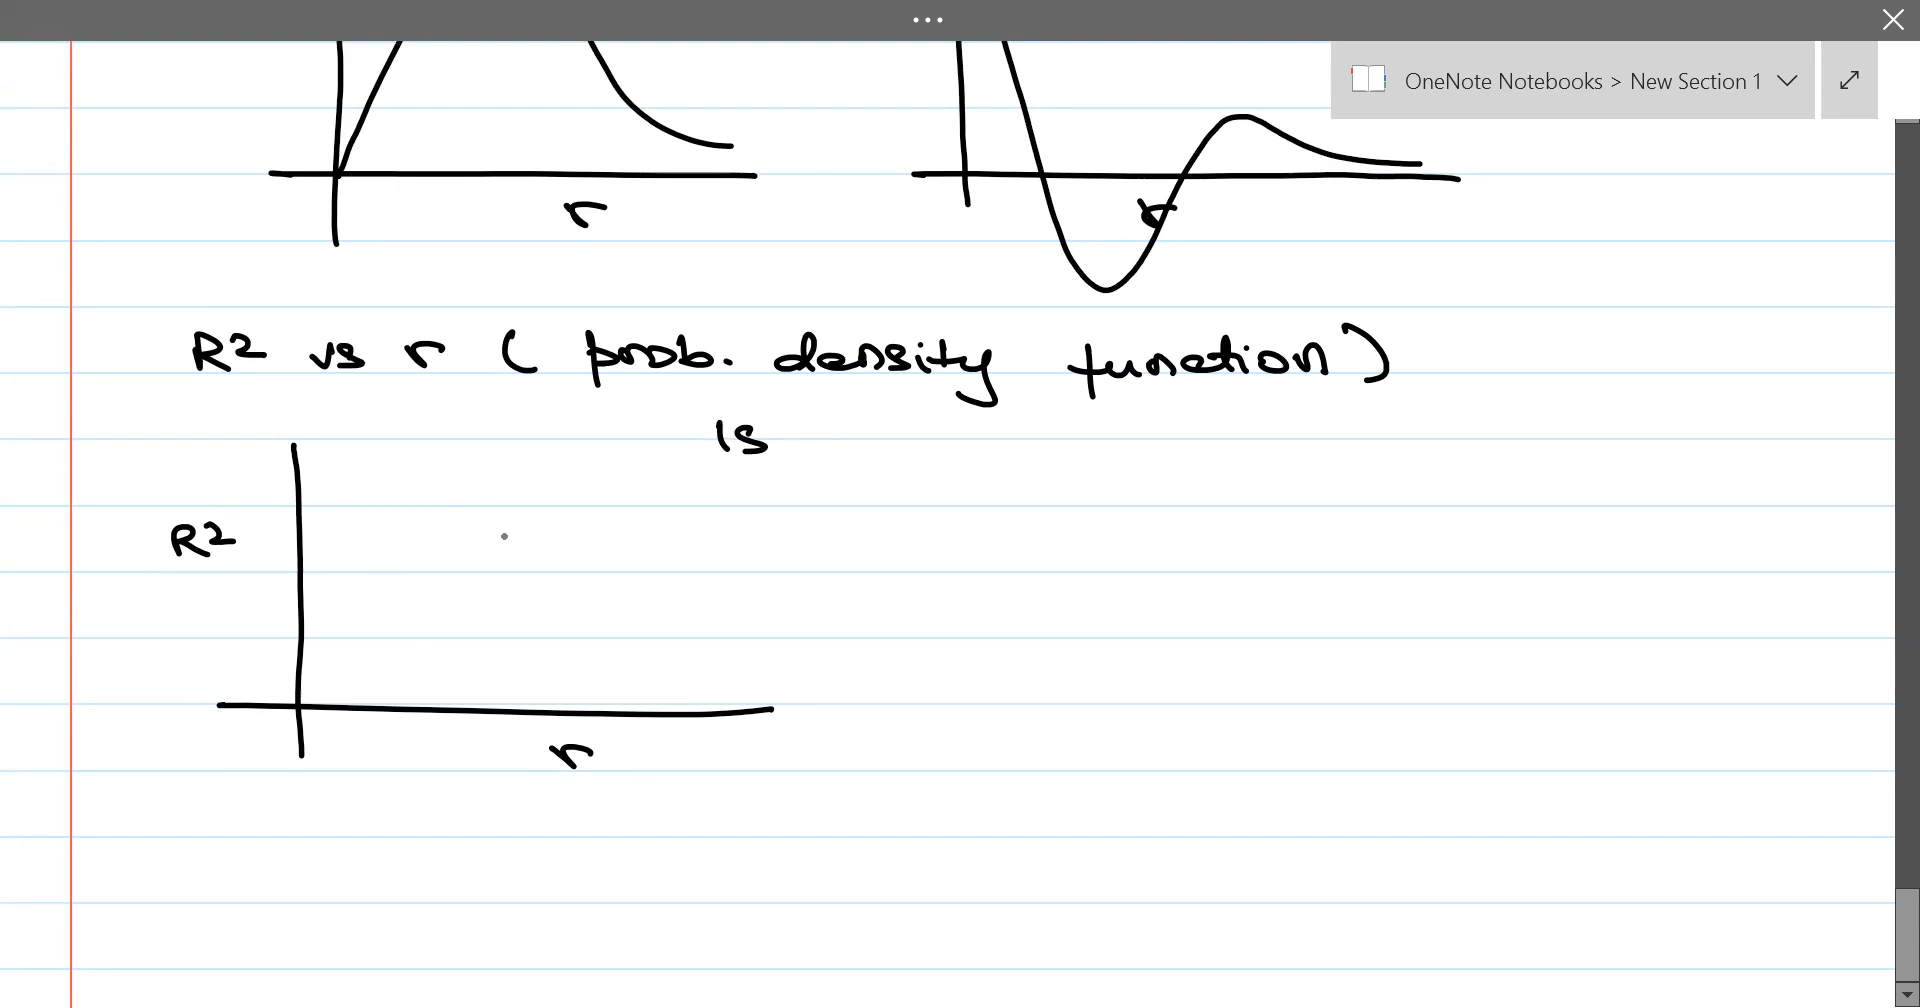 ...
OneNote Notebooks > New Section 1
r
r
R² vs r ( prob. density function)
1s
R²
r